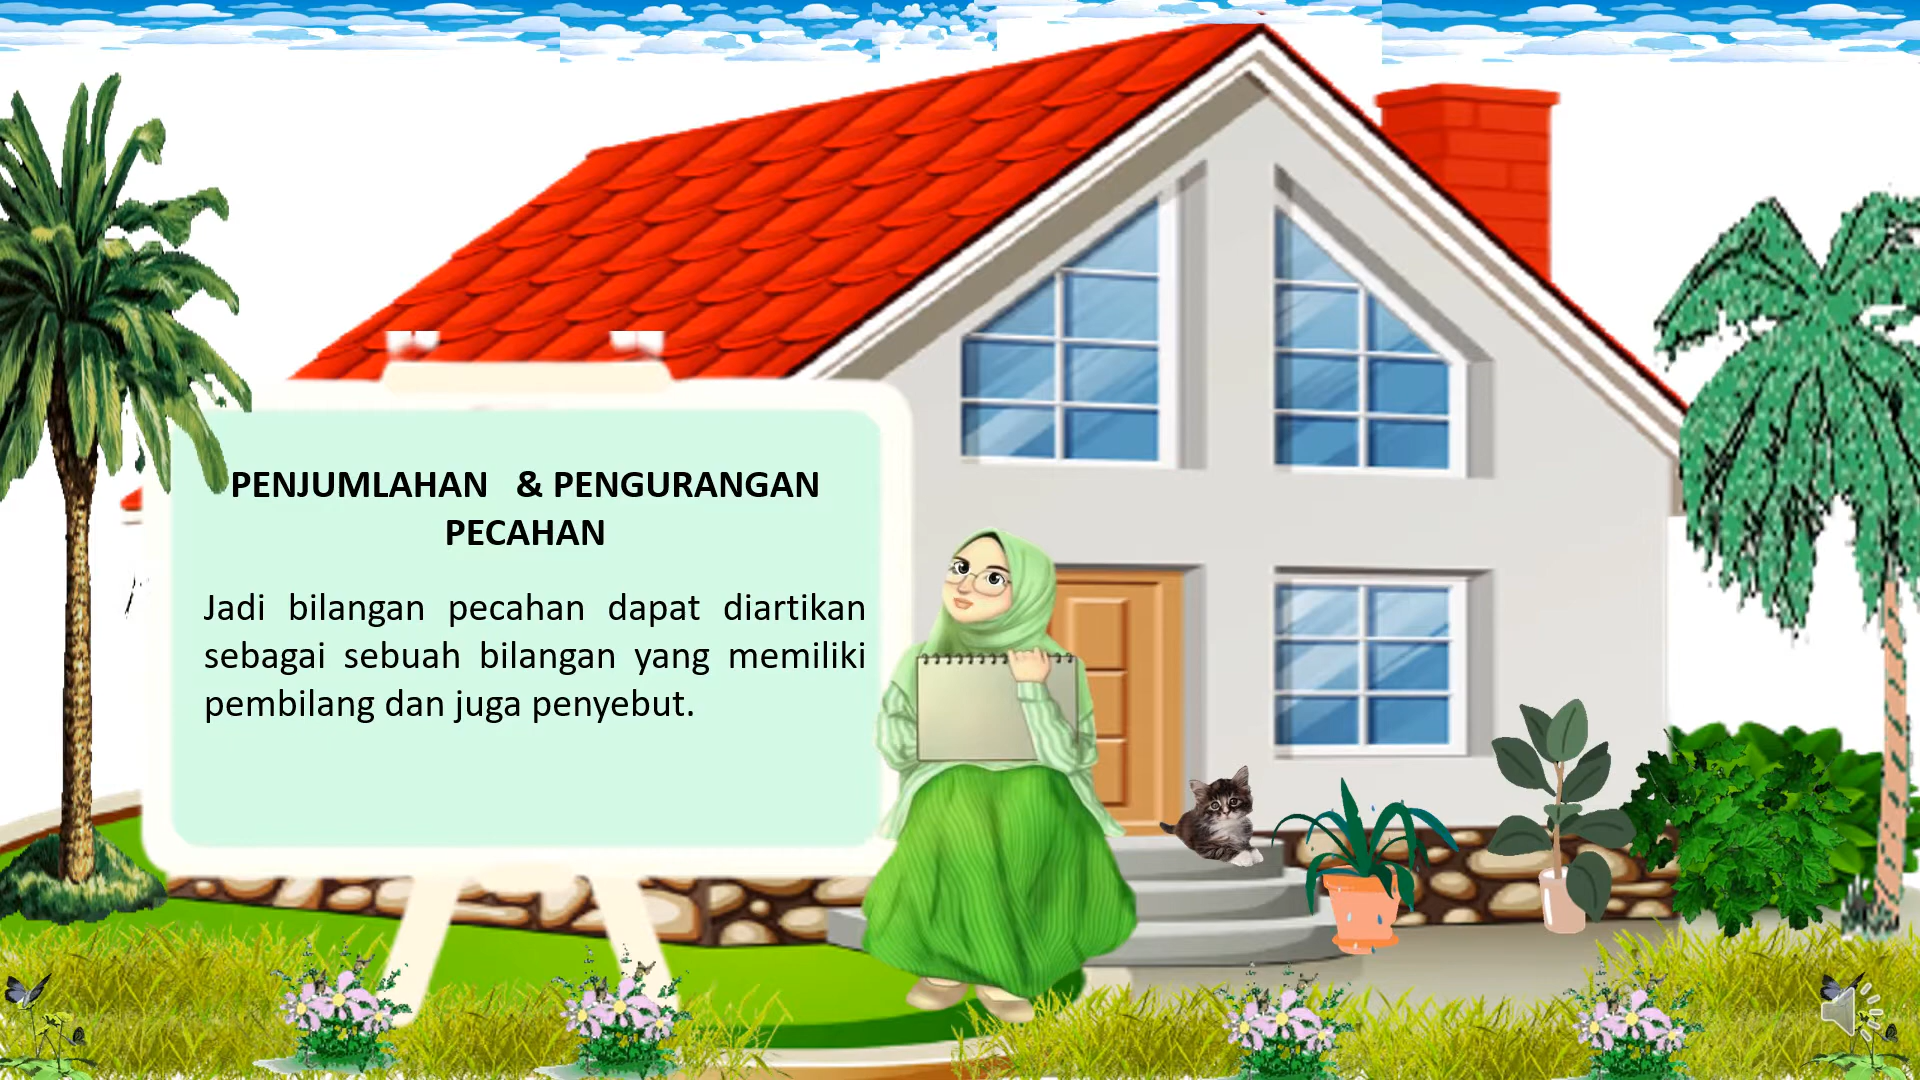 PENJUMLAHAN & PENGURANGAN
PECAHAN
Jadi bilangan pecahan dapat diartikan
sebagai sebuah bilangan yang memiliki
pembilang dan juga penyebut.